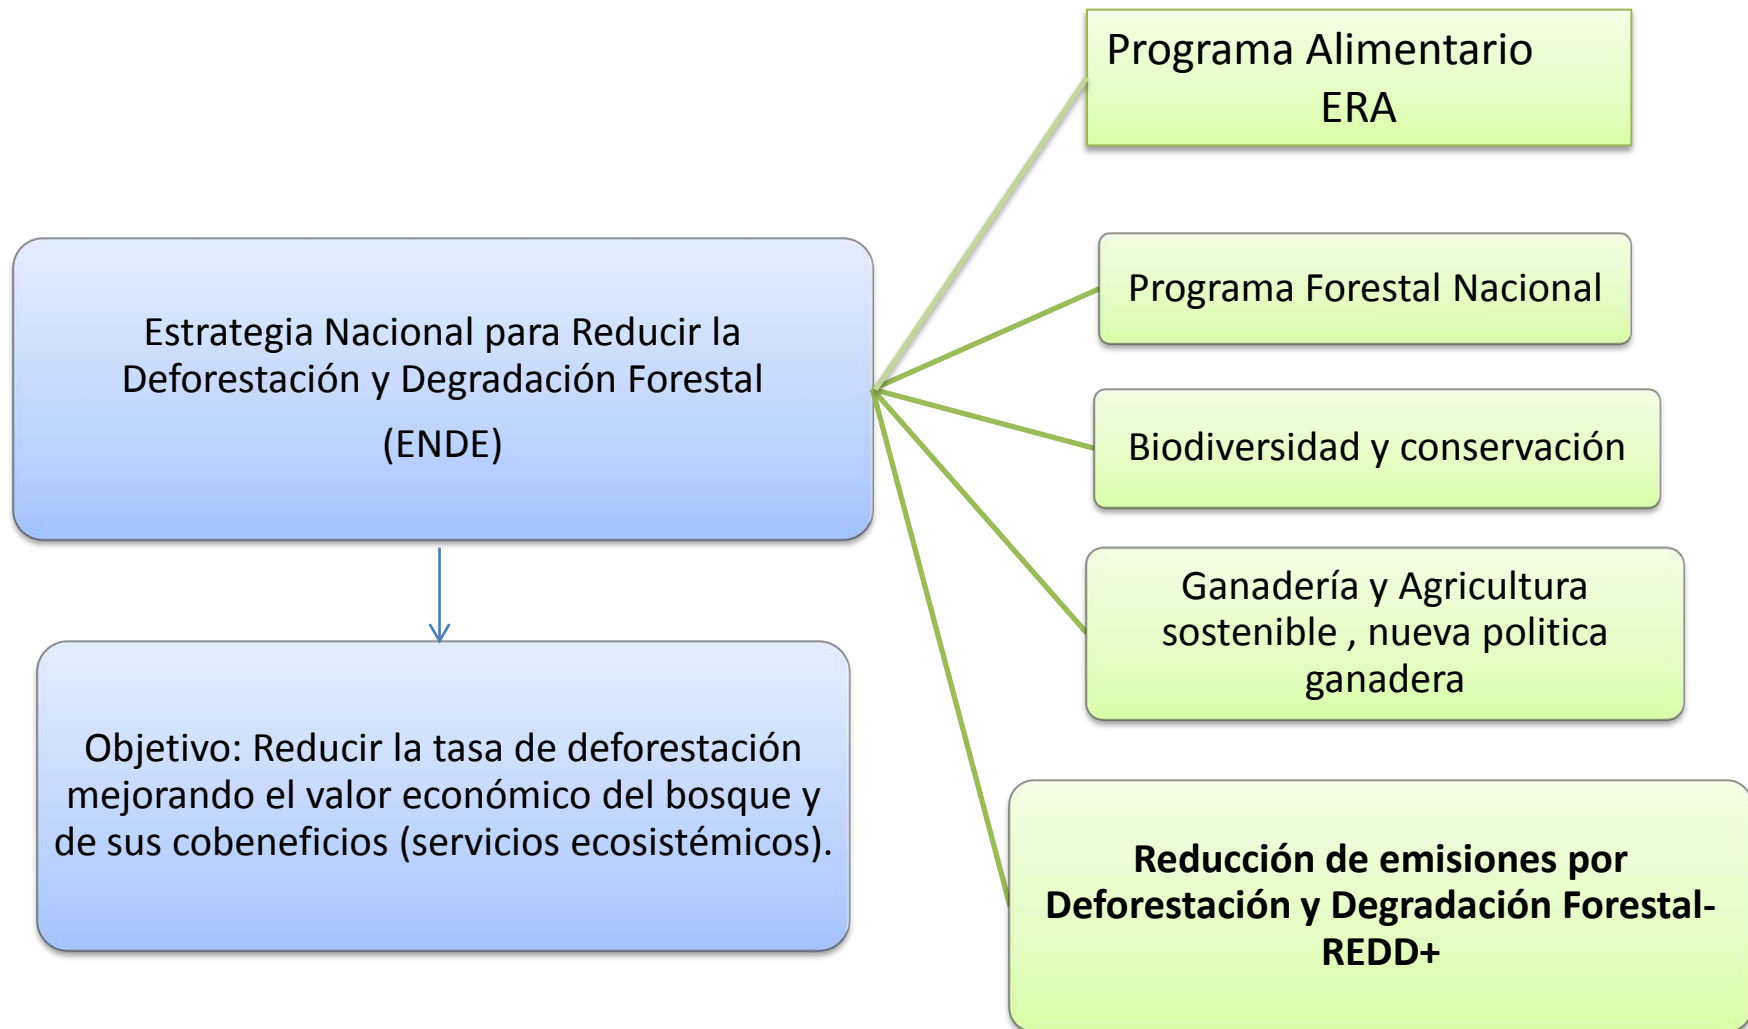 Programa Alimentario
ERA
Estrategia Nacional para Reducir la
Deforestación y Degradación Forestal
(ENDE)
Programa Forestal Nacional
Biodiversidad y conservación
Ganadería y Agricultura
sostenible , nueva politica
ganadera
Objetivo: Reducir la tasa de deforestación
mejorando el valor económico del bosque y
de sus cobeneficios (servicios ecosistémicos).
Reducción de emisiones por
Deforestación y Degradación Forestal-
REDD+